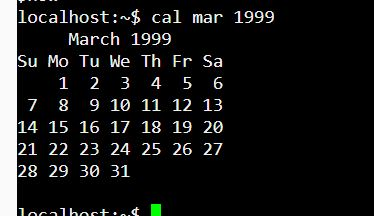 localhost:~$ cal mar 1999
     March 1999
Su Mo Tu We Th Fr Sa
    1  2  3  4  5  6
 7  8  9 10 11 12 13
14 15 16 17 18 19 20
21 22 23 24 25 26 27
28 29 30 31
localhost:~$